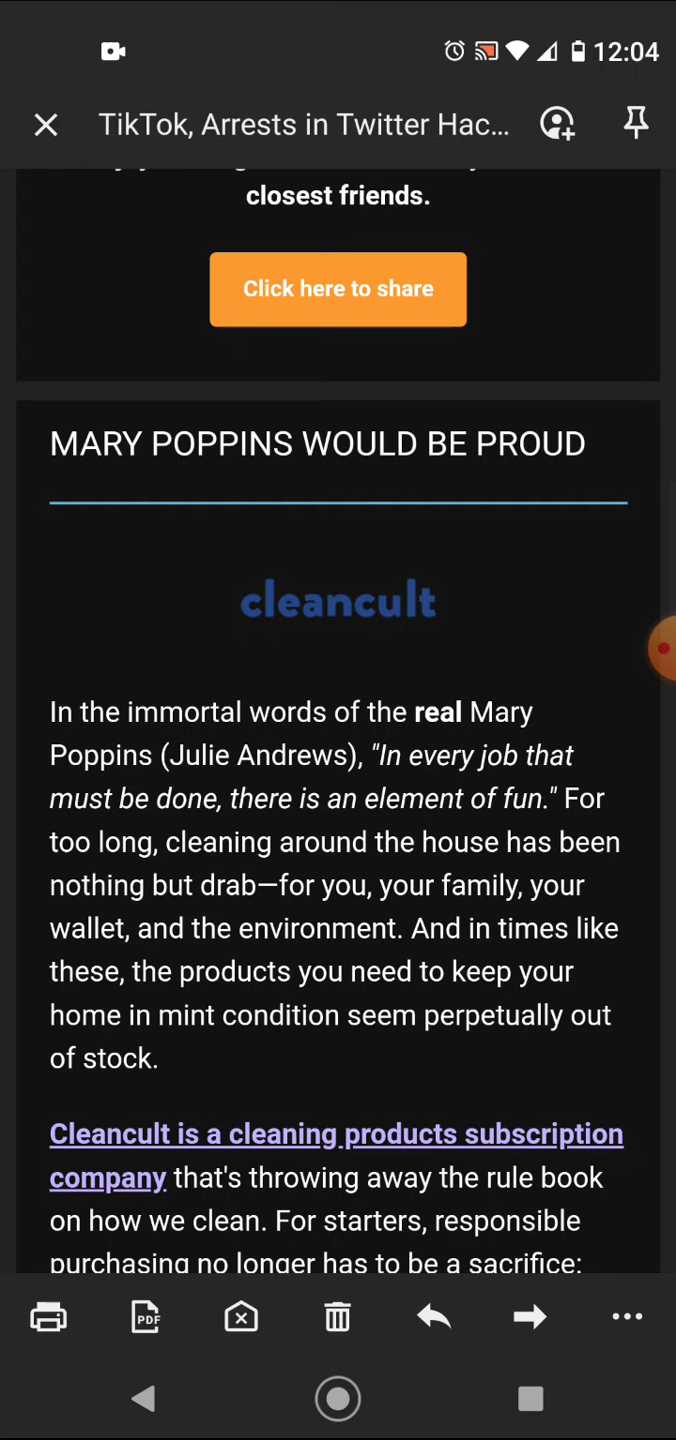 12:04
TikTok, Arrests in Twitter Hac...
closest friends.
Click here to share
MARY POPPINS WOULD BE PROUD
cleancult
In the immortal words of the real Mary
Poppins (Julie Andrews), "In every job that
must be done, there is an element of fun." For
too long, cleaning around the house has been
nothing but drab—for you, your family, your
wallet, and the environment. And in times like
these, the products you need to keep your
home in mint condition seem perpetually out
of stock.
Cleancult is a cleaning products subscription
company that's throwing away the rule book
on how we clean. For starters, responsible
purchasing no longer has to be a sacrifice:
PDF